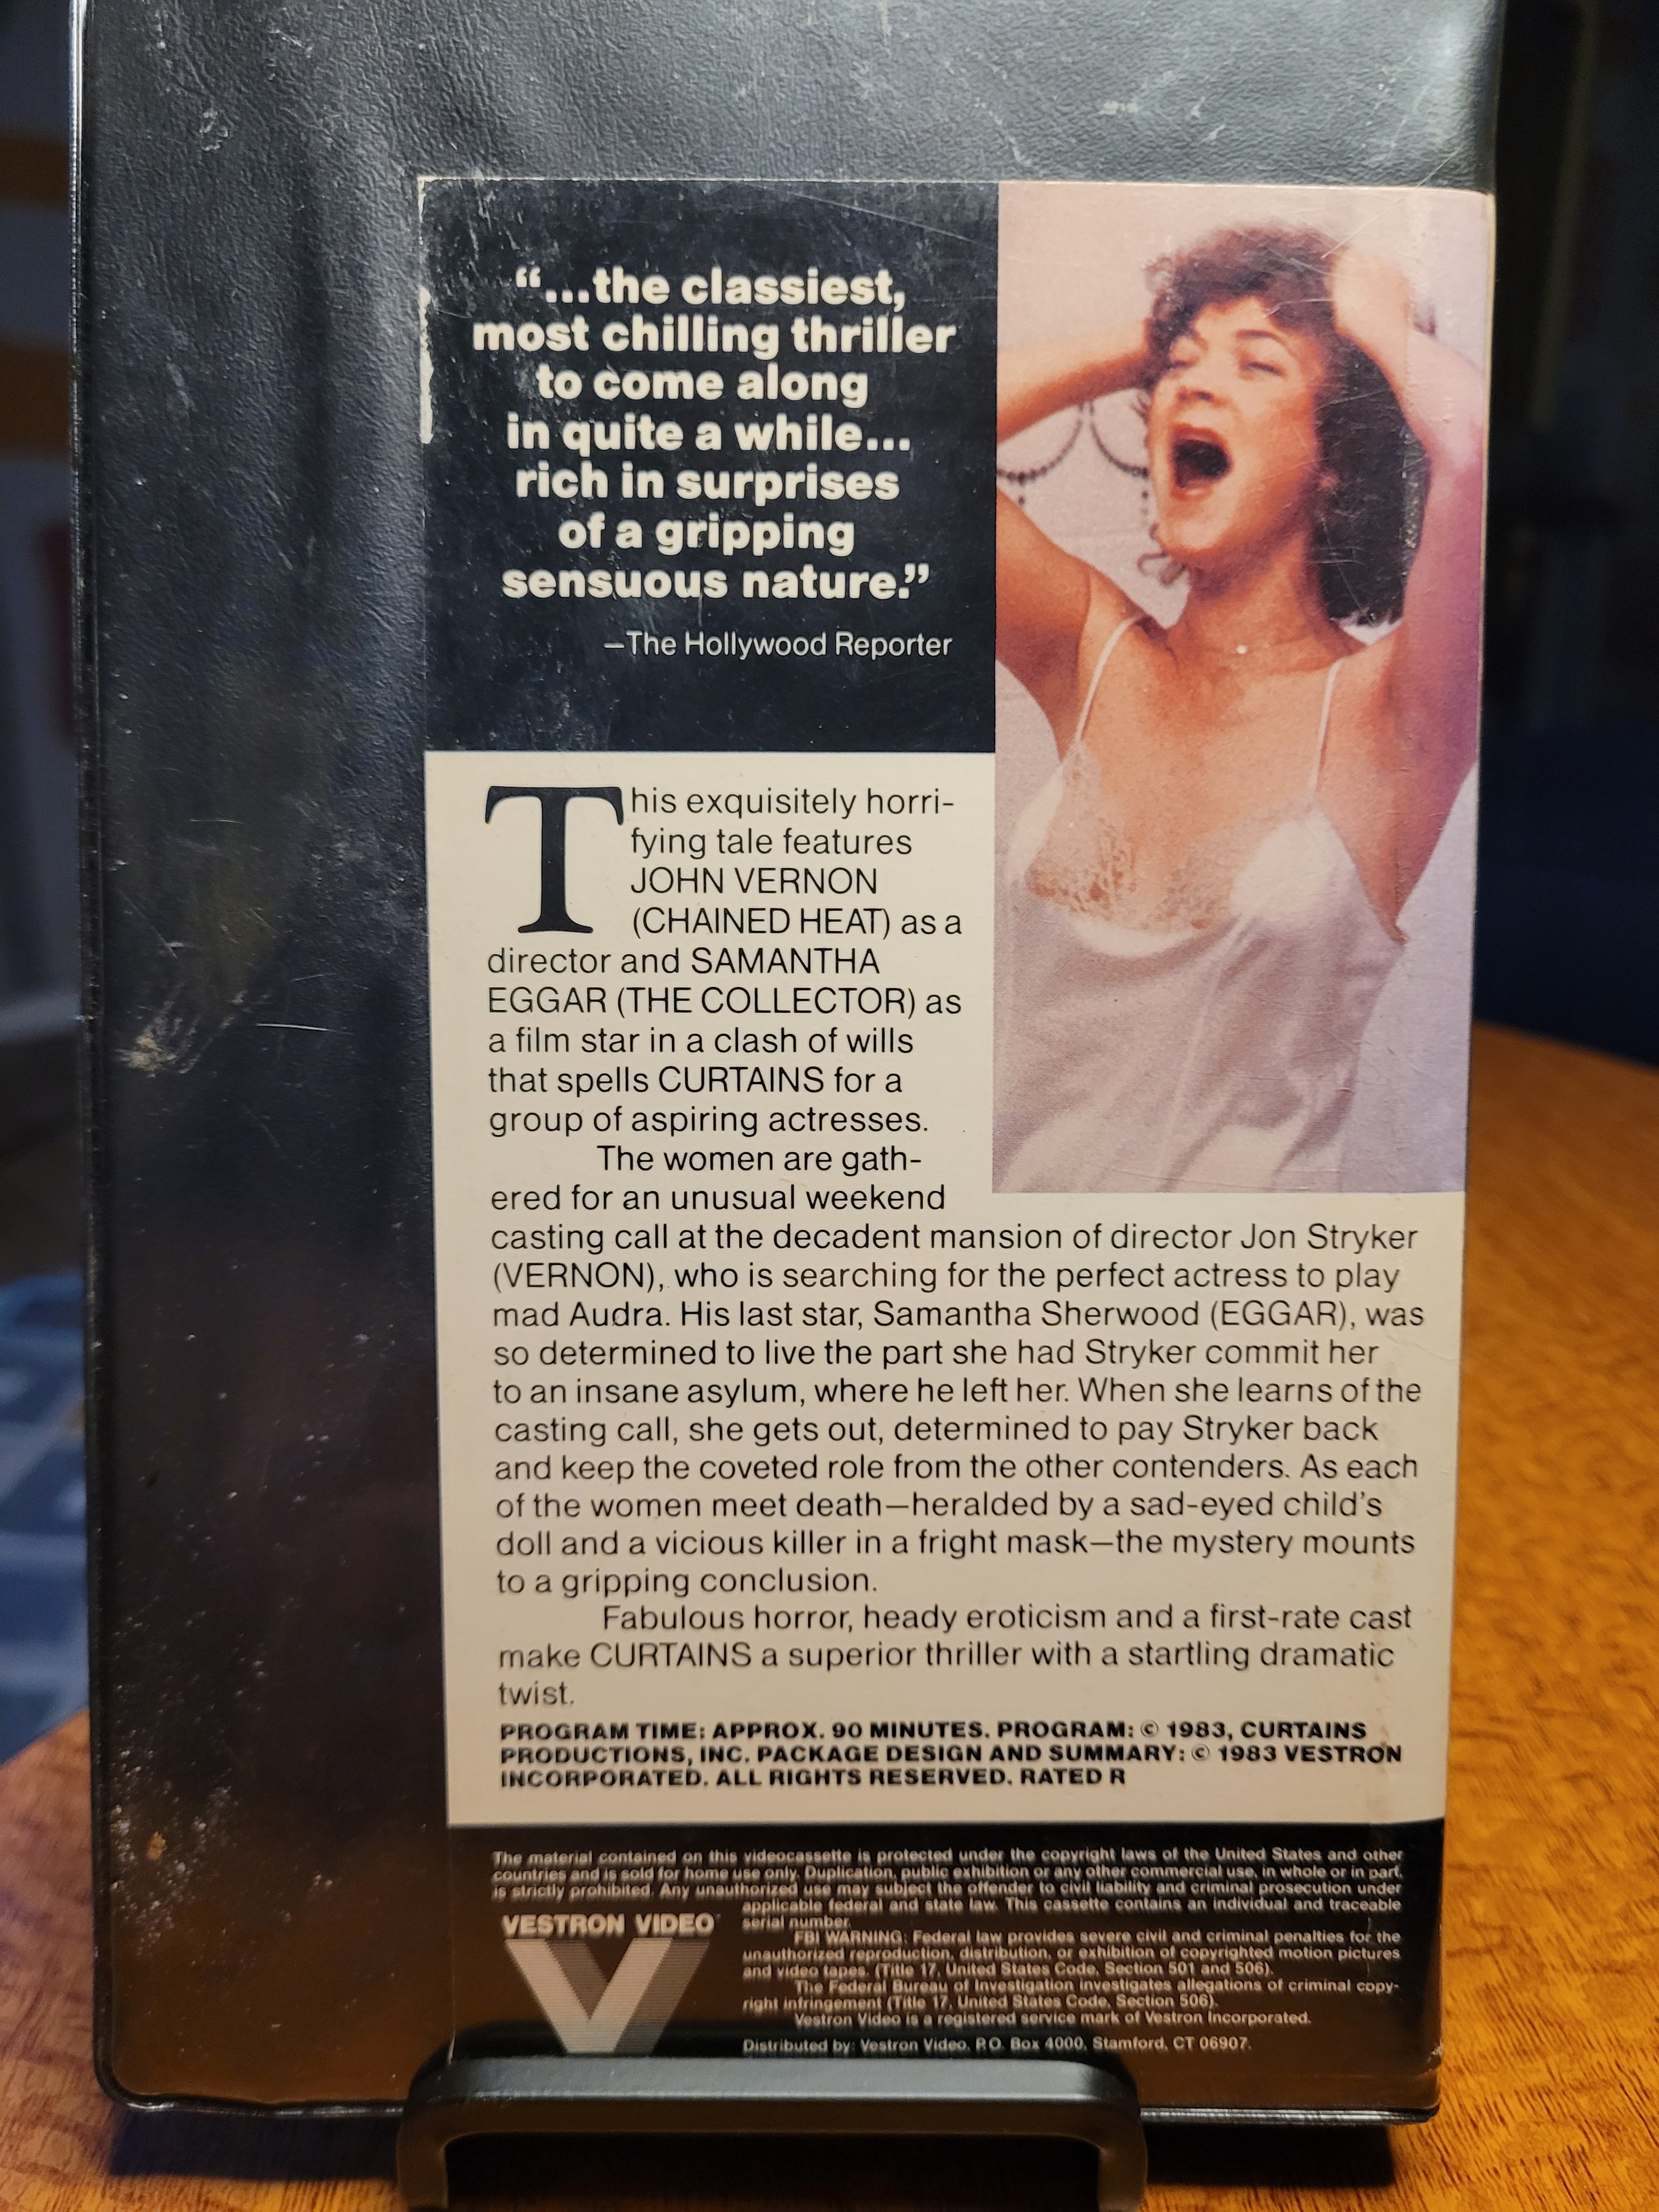 “...the classiest,
most chilling thriller
to come along
in quite a while...
rich in surprises
of a gripping
sensuous nature.”
—The Hollywood Reporter
This exquisitely horri-
fying tale features
JOHN VERNON
(CHAINED HEAT) as a
director and SAMANTHA
EGGAR (THE COLLECTOR) as
a film star in a clash of wills
that spells CURTAINS for a
group of aspiring actresses.
The women are gath-
ered for an unusual weekend
casting call at the decadent mansion of director Jon Stryker
(VERNON), who is searching for the perfect actress to play
mad Audra. His last star, Samantha Sherwood (EGGAR), was
so determined to live the part she had Stryker commit her
to an insane asylum, where he left her. When she learns of the
casting call, she gets out, determined to pay Stryker back
and keep the coveted role from the other contenders. As each
of the women meet death—heralded by a sad-eyed child’s
doll and a vicious killer in a fright mask—the mystery mounts
to a gripping conclusion.
Fabulous horror, heady eroticism and a first-rate cast
make CURTAINS a superior thriller with a startling dramatic
twist.
PROGRAM TIME: APPROX. 90 MINUTES. PROGRAM: © 1983, CURTAINS
PRODUCTIONS, INC. PACKAGE DESIGN AND SUMMARY: © 1983 VESTRON
INCORPORATED. ALL RIGHTS RESERVED. RATED R
The material contained on this videocassette is protected under the copyright laws of the United States and other
countries and is sold for home use only. Duplication, public exhibition or any other commercial use, in whole or in part,
is strictly prohibited. Any unauthorized use may subject the offender to civil liability and criminal prosecution under
applicable federal and state law. This cassette contains an individual and traceable
serial number.
VESTRON VIDEO™
FBI WARNING: Federal law provides severe civil and criminal penalties for the
unauthorized reproduction, distribution, or exhibition of copyrighted motion pictures
and video tapes. (Title 17, United States Code, Section 501 and 506).
The Federal Bureau of Investigation investigates allegations of criminal copy-
right infringement (Title 17, United States Code, Section 506).
Vestron Video is a registered service mark of Vestron Incorporated.
Distributed by: Vestron Video, P.O. Box 4000, Stamford, CT 06907.